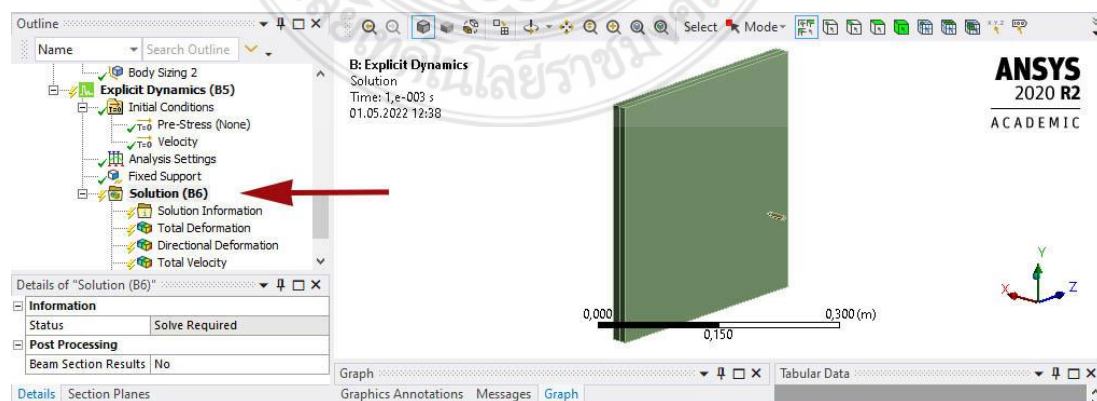 Outline
Name
Search Outline
Body Sizing 2
Explicit Dynamics (B5)
Initial Conditions
T=0 Pre-Stress (None)
T=0 Velocity
Analysis Settings
Fixed Support
Solution (B6)
Solution Information
Total Deformation
Directional Deformation
Total Velocity
Details of "Solution (B6)"
Information
Status Solve Required
Post Processing
Beam Section Results No
Details Section Planes
Select Mode
B: Explicit Dynamics
Solution
Time: 1,e-003 s
01.05.2022 12:38
ANSYS
2020 R2
ACADEMIC
Y
X Z
0,000 0,300 (m)
0,150
Graph
Tabular Data
Graphics Annotations Messages Graph